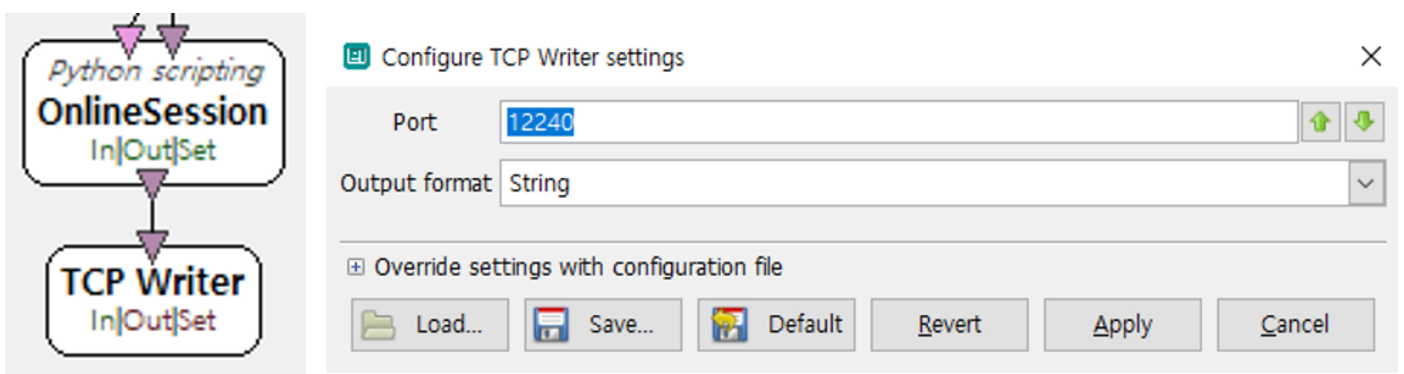 Python scripting
OnlineSession
In|Out|Set
TCP Writer
In|Out|Set
Configure TCP Writer settings
Port 12240
Output format String
Override settings with configuration file
Load... Save... Default Revert Apply Cancel